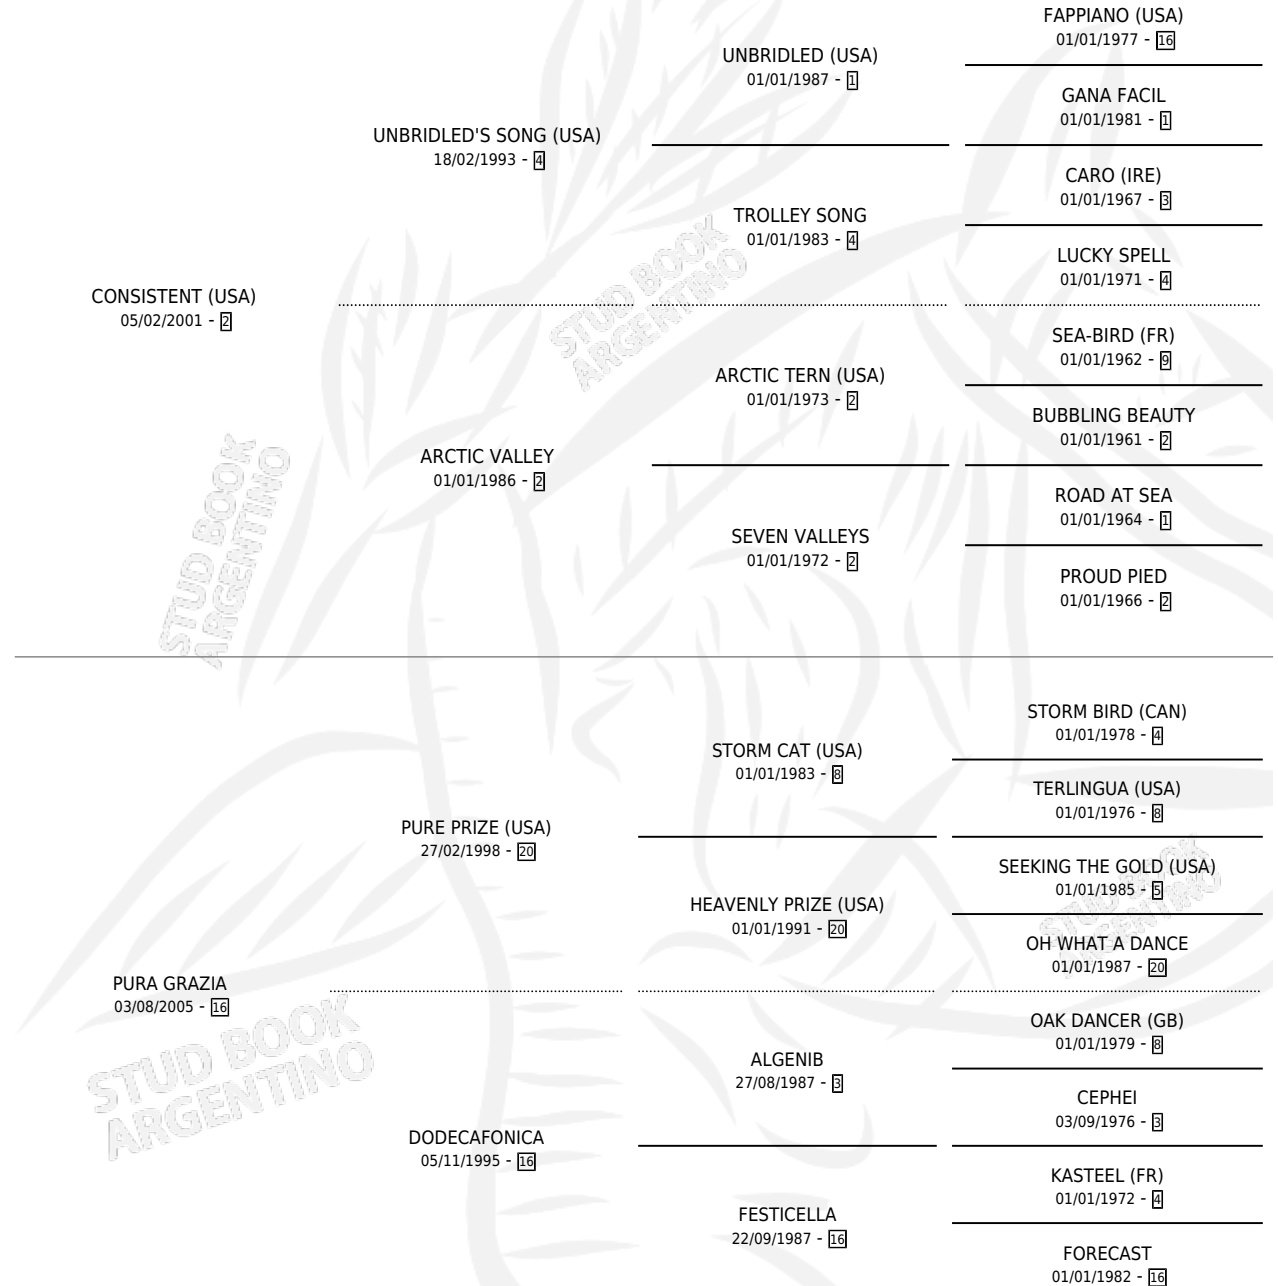 FAPPIANO (USA)
01/01/1977 - 16
UNBRIDLED (USA)
01/01/1987 - 1
GANA FACIL
01/01/1981 - 1
UNBRIDLED'S SONG (USA)
18/02/1993 - 4
CARO (IRE)
01/01/1967 - 3
TROLLEY SONG
01/01/1983 - 4
LUCKY SPELL
01/01/1971 - 4
CONSISTENT (USA)
05/02/2001 - 2
STUD BOOK
ARGENTINO
SEA-BIRD (FR)
01/01/1962 - 9
ARCTIC TERN (USA)
01/01/1973 - 2
BUBBLING BEAUTY
01/01/1961 - 2
ARCTIC VALLEY
01/01/1986 - 2
ROAD AT SEA
01/01/1964 - 1
SEVEN VALLEYS
01/01/1972 - 2
PROUD PIED
01/01/1966 - 2
STUD BOOK
ARGENTINO
STORM BIRD (CAN)
01/01/1978 - 4
STORM CAT (USA)
01/01/1983 - 8
TERLINGUA (USA)
01/01/1976 - 8
PURE PRIZE (USA)
27/02/1998 - 20
SEEKING THE GOLD (USA)
01/01/1985 - 5
HEAVENLY PRIZE (USA)
01/01/1991 - 20
STUD BOOK
ARGENTINO
OH WHAT A DANCE
01/01/1987 - 20
PURA GRAZIA
03/08/2005 - 16
OAK DANCER (GB)
01/01/1979 - 8
ALGENIB
27/08/1987 - 3
STUD BOOK
ARGENTINO
CEPHEI
03/09/1976 - 3
DODECAFONICA
05/11/1995 - 16
KASTEEL (FR)
01/01/1972 - 4
FESTICELLA
22/09/1987 - 16
FORECAST
01/01/1982 - 16